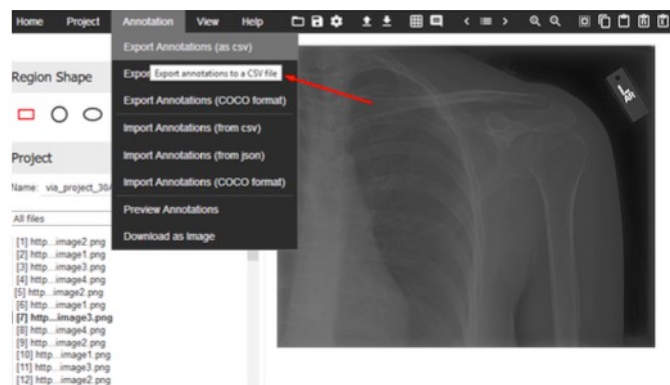 Home Project Annotation View Help
Export Annotations (as csv)
Region Shape
Expor
Export annotations to a CSV file
Export Annotations (COCO format)
Import Annotations (from csv)
Project
Import Annotations (from json)
Name: via_project_30A
Import Annotations (COCO format)
All files
Preview Annotations
Download as Image
[1] http...image2.png
[2] http...image1.png
[3] http...image3.png
[4] http...image4.png
[5] http...image2.png
[6] http...image1.png
[7] http...image3.png
[8] http...image4.png
[9] http...image2.png
[10] http...image1.png
[11] http...image3.png
[12] http...image2.png
L
AR